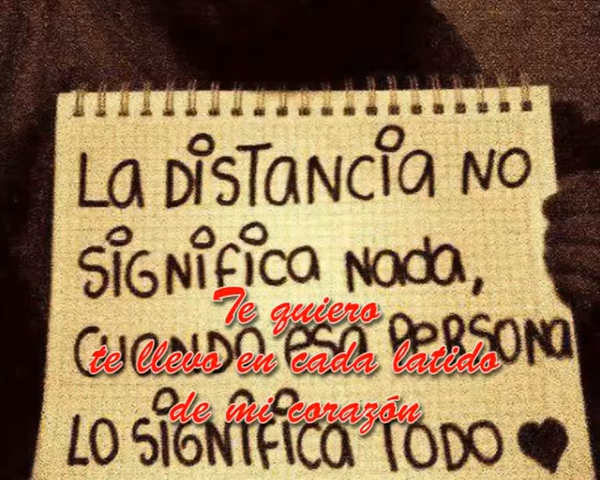 La DiSTaNCia NO
SiGNiFiCa Nada,
CUANDO esa PeRSONA
LO SiGNiFiCa TODO
Te quiero
te llevo en cada latido
de mi corazón